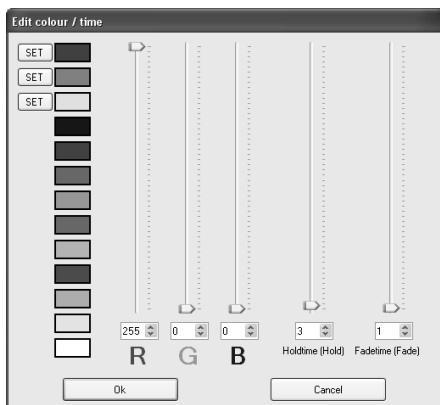 Edit colour / time
SET
SET
SET
255 0 0 3 1
R G B Holdtime (Hold) Fadetime (Fade)
Ok Cancel